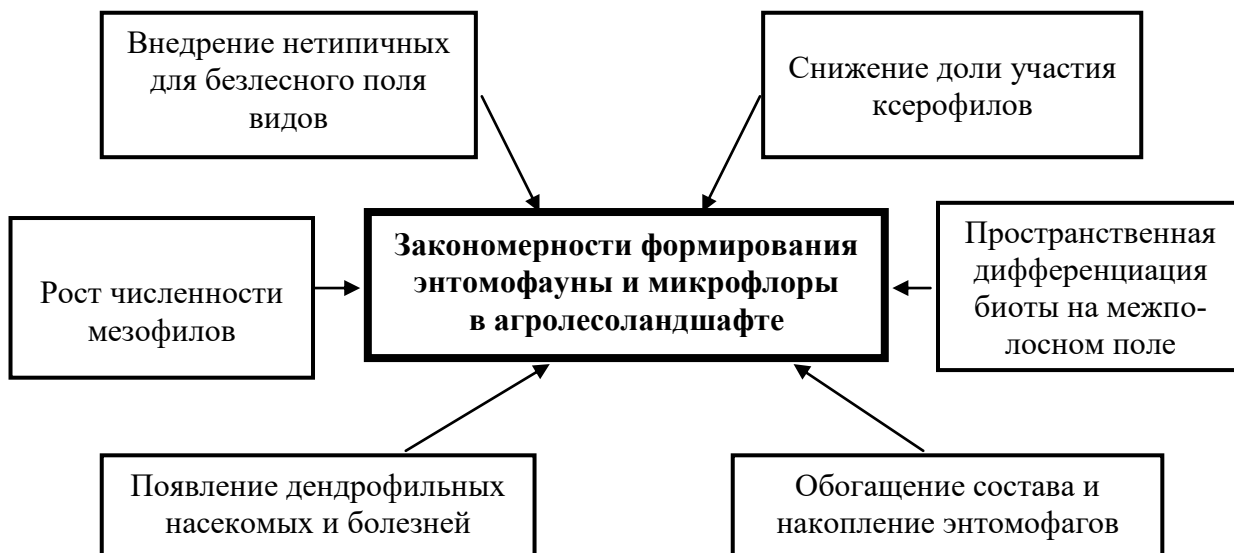 Внедрение нетипичных
для безлесного поля
видов
Снижение доли участия
ксерофилов
Рост численности
мезофилов
Закономерности формирования
энтомофауны и микрофлоры
в агролесоландшафте
Пространственная
дифференциация
биоты на межпо-
лосном поле
Появление дендрофильных
насекомых и болезней
Обогащение состава и
накопление энтомофагов